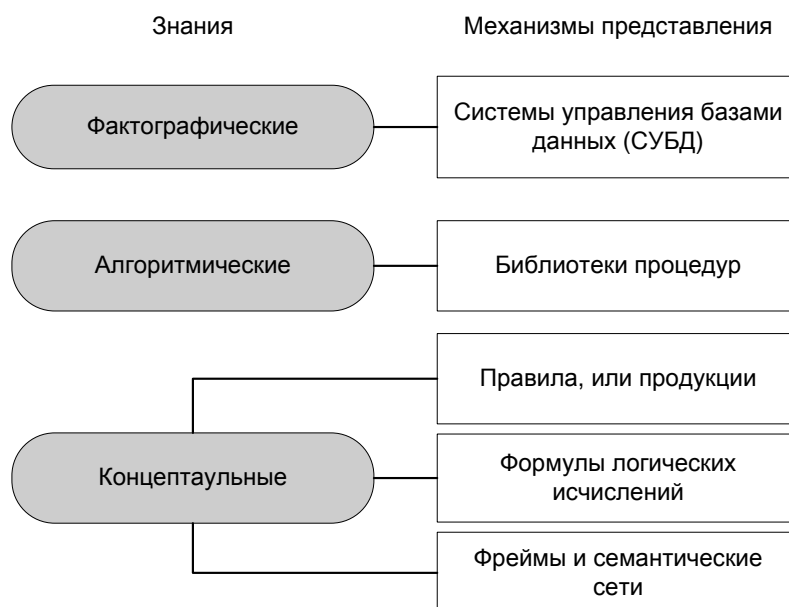 Знания
Механизмы представления
Фактографические
Системы управления базами
данных (СУБД)
Алгоритмические
Библиотеки процедур
Правила, или продукции
Концептаульные
Формулы логических
исчислений
Фреймы и семантические
сети